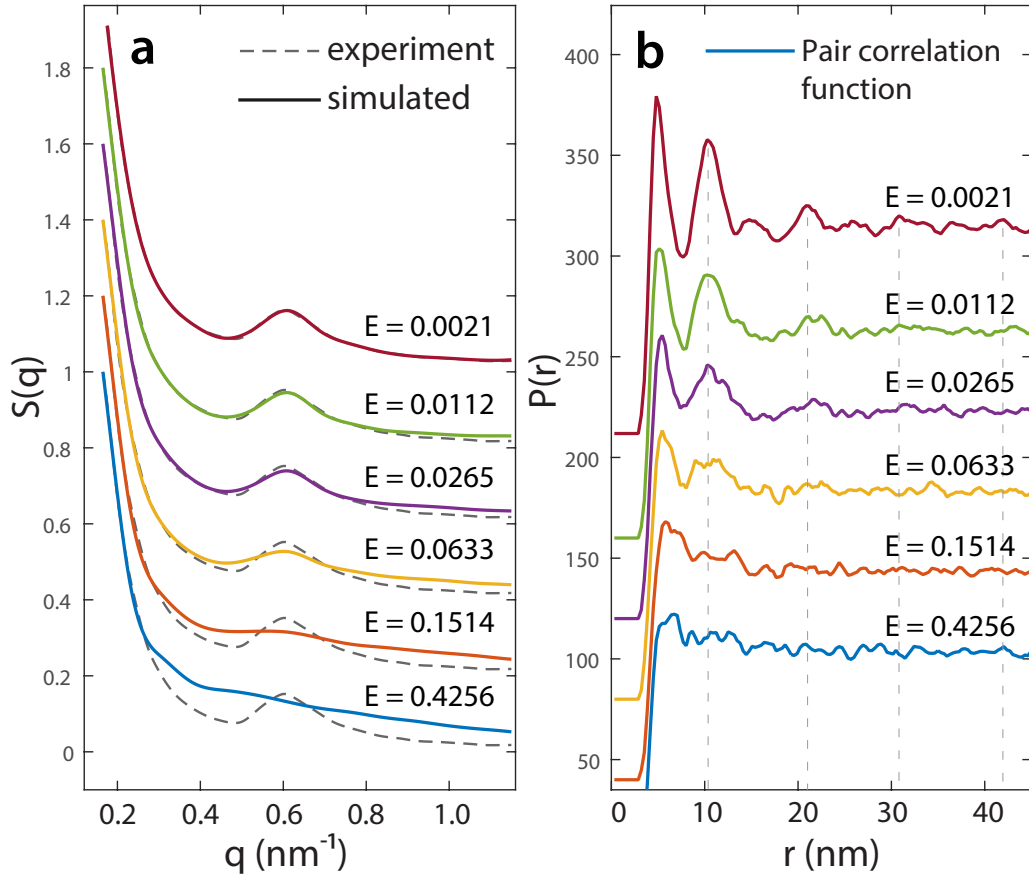 a
experiment
simulated
1.8
1.6
1.4
1.2
1
0.8
0.6
0.4
0.2
0
S(q)
E = 0.0021
E = 0.0112
E = 0.0265
E = 0.0633
E = 0.1514
E = 0.4256
0.2 0.4 0.6 0.8 1.0
q (nm⁻¹)
b
Pair correlation
function
400
350
300
250
200
150
100
50
P(r)
E = 0.0021
E = 0.0112
E = 0.0265
E = 0.0633
E = 0.1514
E = 0.4256
0 10 20 30 40
r (nm)